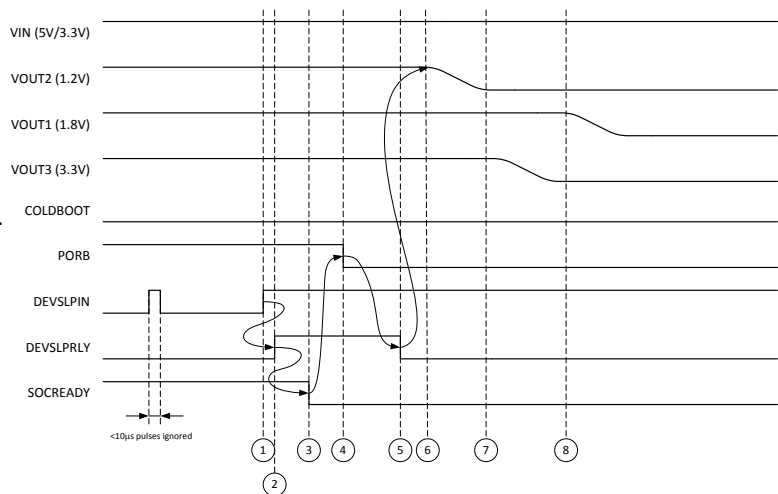 VIN (5V/3.3V)
VOUT2 (1.2V)
VOUT1 (1.8V)
VOUT3 (3.3V)
COLDBOOT
PORB
DEVSLPIN
DEVSLPRLY
SOCREADY
<10µs pulses ignored
1
2
3
4
5
6
7
8